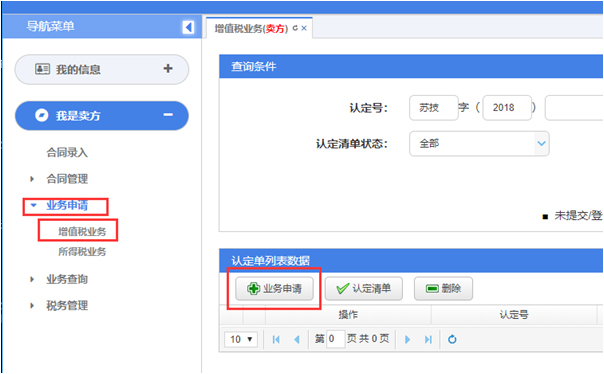 导航菜单
我的信息
我是卖方
合同录入
合同管理
业务申请
增值税业务
所得税业务
业务查询
税务管理
增值税业务(卖方)
查询条件
认定号： 苏技 字（ 2018 ）
认定清单状态： 全部
■ 未提交/登
认定单列表数据
业务申请 认定清单 删除
操作 认定号
10 第 0 页 共 0 页